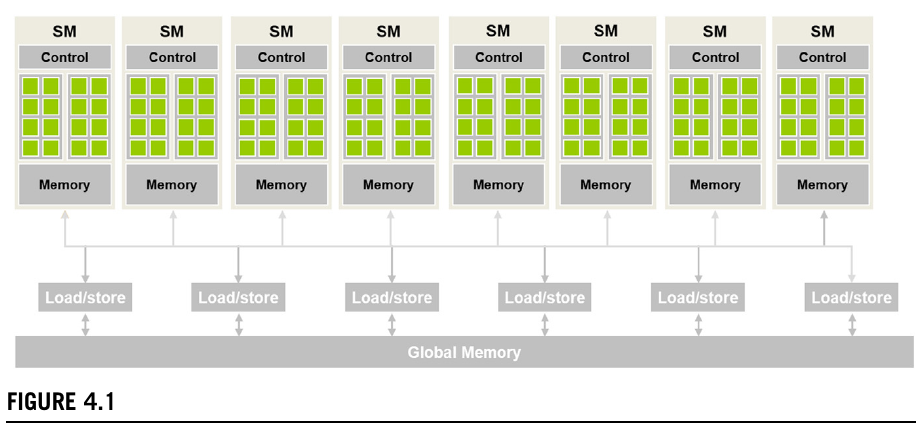 SM SM SM SM SM SM SM SM
Control Control Control Control Control Control Control Control
Memory Memory Memory Memory Memory Memory Memory Memory
Load/store Load/store Load/store Load/store Load/store Load/store
Global Memory
FIGURE 4.1